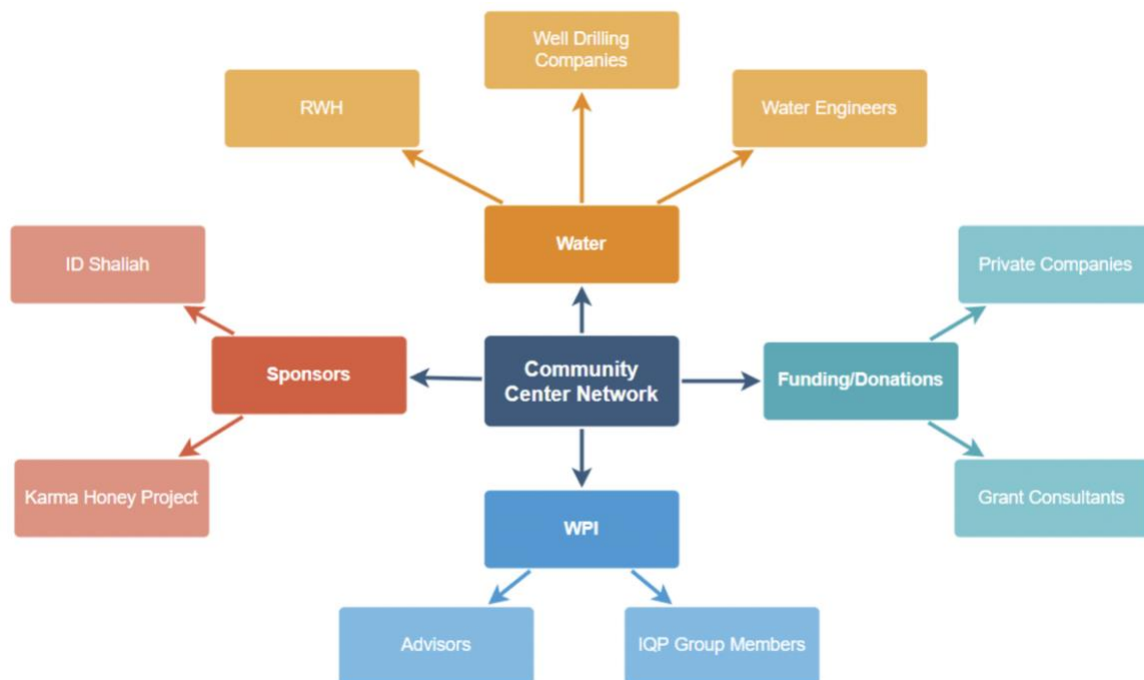 Well Drilling
Companies
RWH
Water Engineers
Water
ID Shaliah
Private Companies
Sponsors
Community
Center Network
Funding/Donations
Karma Honey Project
Grant Consultants
WPI
Advisors
IQP Group Members